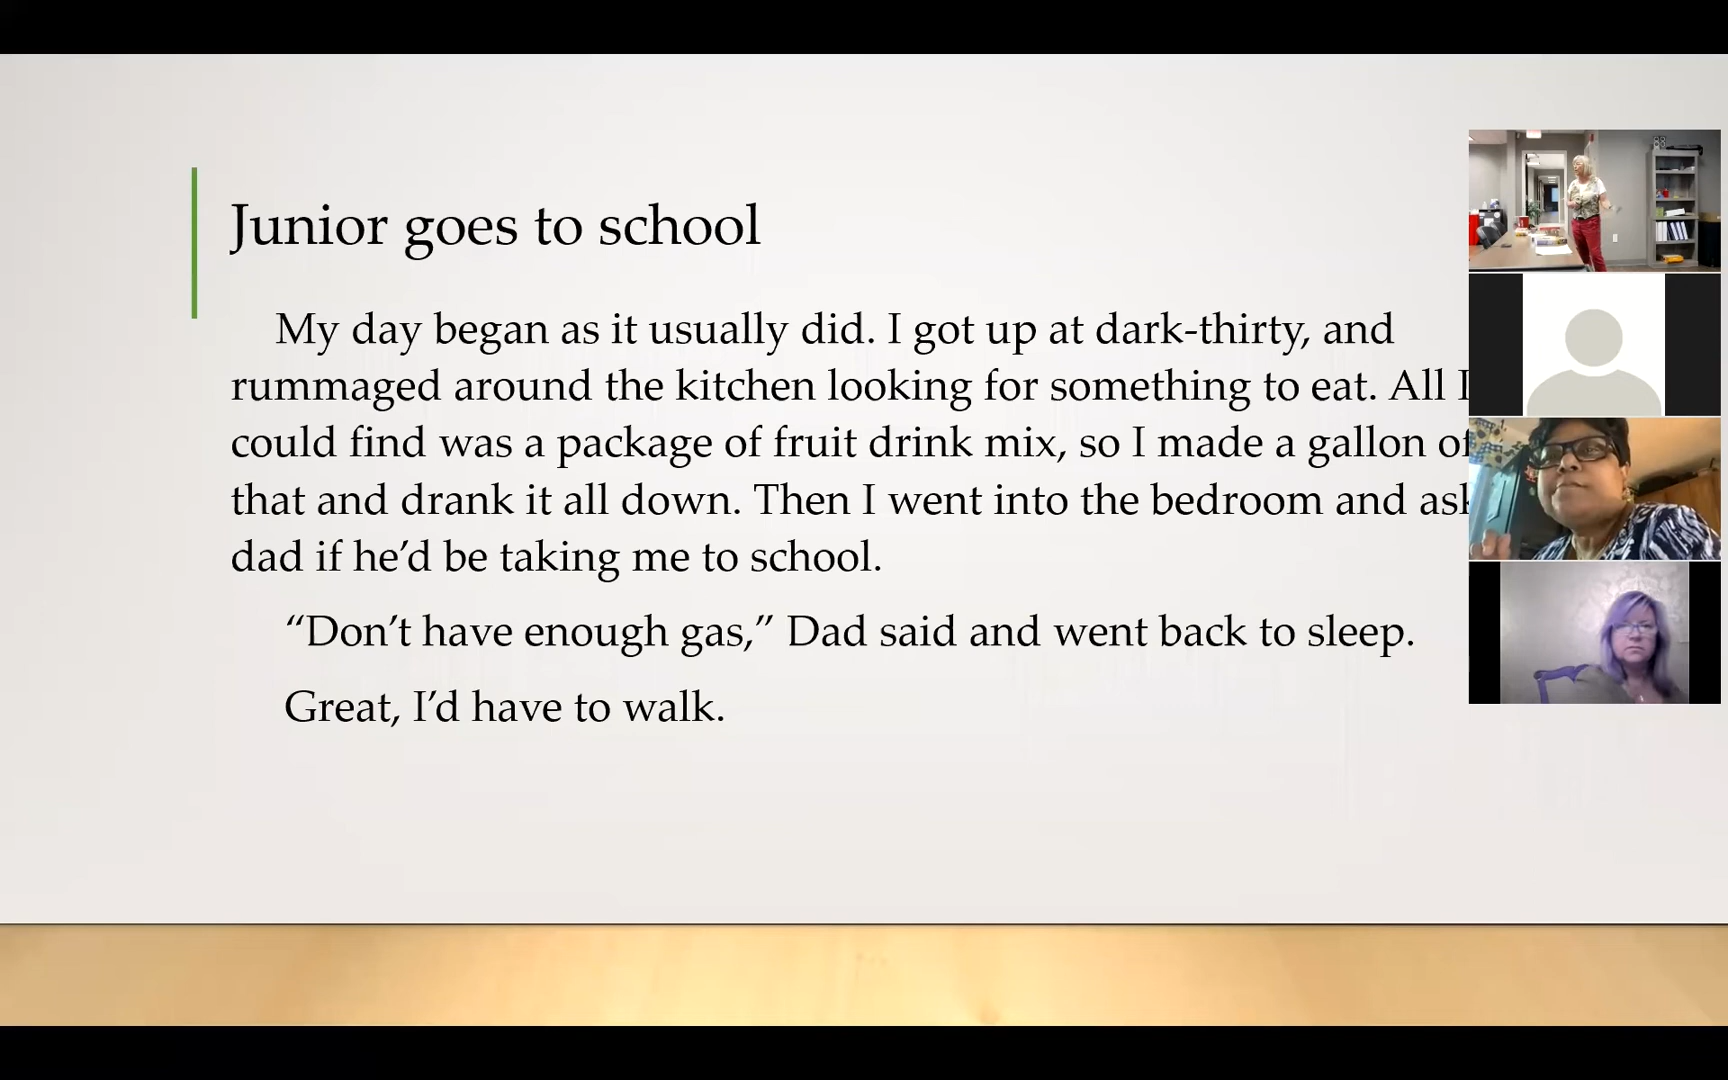 Junior goes to school
My day began as it usually did. I got up at dark-thirty, and
rummaged around the kitchen looking for something to eat. All I
could find was a package of fruit drink mix, so I made a gallon of
that and drank it all down. Then I went into the bedroom and
dad if he’d be taking me to school.
“Don’t have enough gas,” Dad said and went back to sleep.
Great, I’d have to walk.